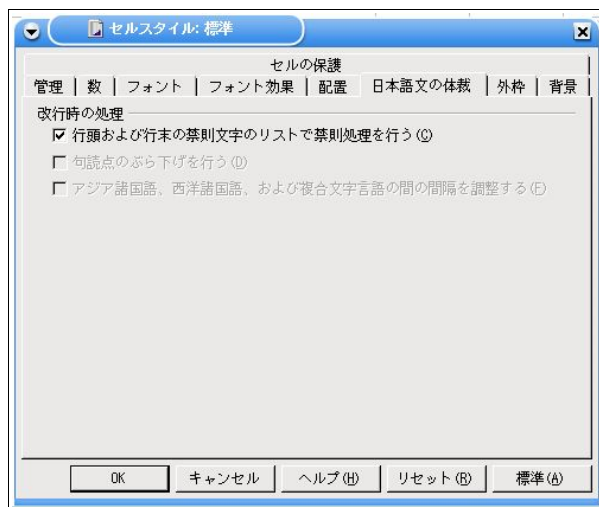 セルスタイル: 標準
セルの保護
管理 数 フォント フォント効果 配置 日本語文の体裁 外枠 背景
改行時の処理
行頭および行末の禁則文字のリストで禁則処理を行う(C)
句読点のぶら下げを行う(D)
アジア諸国語、西洋諸国語、および複合文字言語の間の間隔を調整する(E)
OK キャンセル ヘルプ(H) リセット(R) 標準(A)